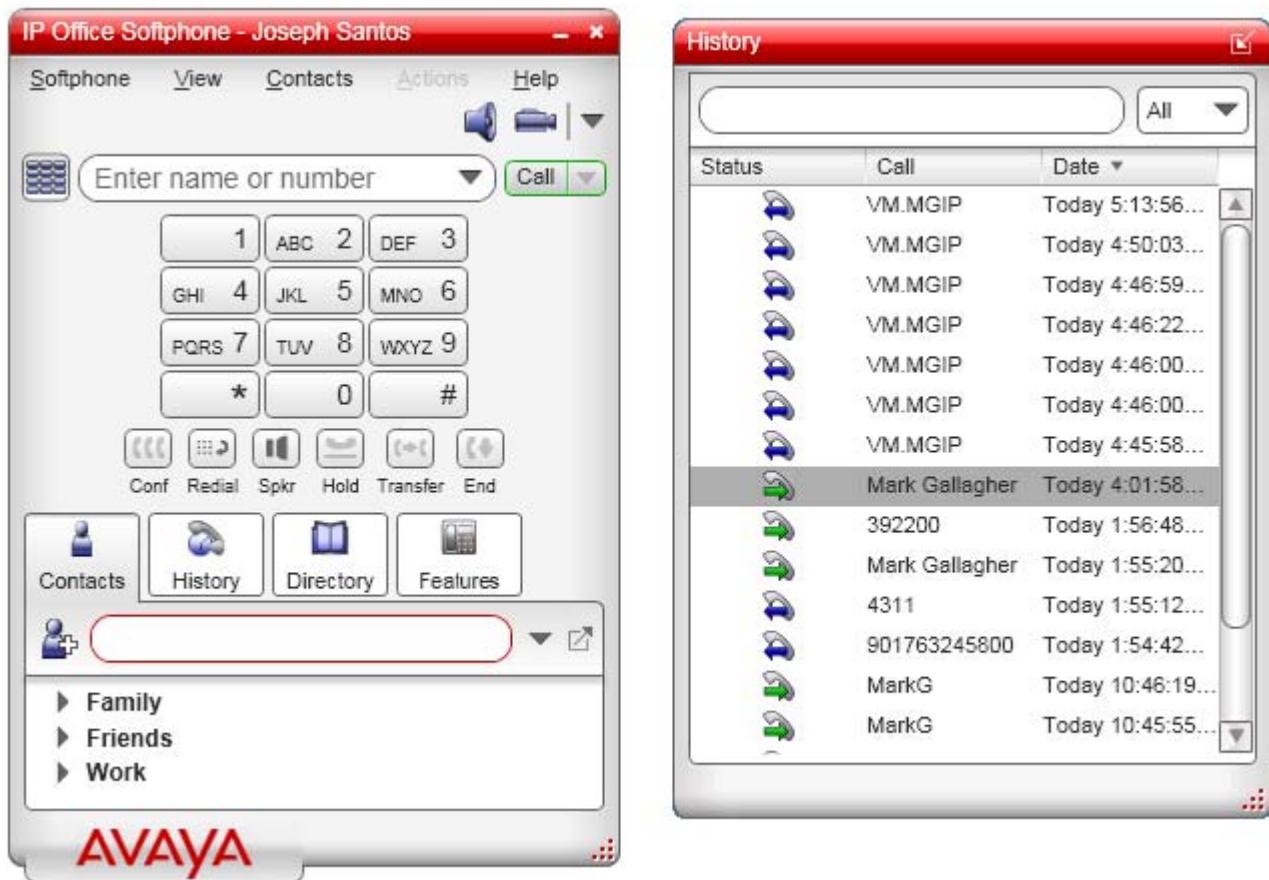 IP Office Softphone - Joseph Santos
Softphone View Contacts Actions Help
Enter name or number Call
1 ABC 2 DEF 3
GHI 4 JKL 5 MNO 6
PQRS 7 TUV 8 WXYZ 9
* 0 #
Conf Redial Spkr Hold Transfer End
Contacts History Directory Features
Family
Friends
Work
AVAYA
History
All
Status Call Date
VM.MGIP Today 5:13:56...
VM.MGIP Today 4:50:03...
VM.MGIP Today 4:46:59...
VM.MGIP Today 4:46:22...
VM.MGIP Today 4:46:00...
VM.MGIP Today 4:46:00...
VM.MGIP Today 4:45:58...
Mark Gallagher Today 4:01:58...
392200 Today 1:56:48...
Mark Gallagher Today 1:55:20...
4311 Today 1:55:12...
901763245800 Today 1:54:42...
MarkG Today 10:46:19...
MarkG Today 10:45:55...